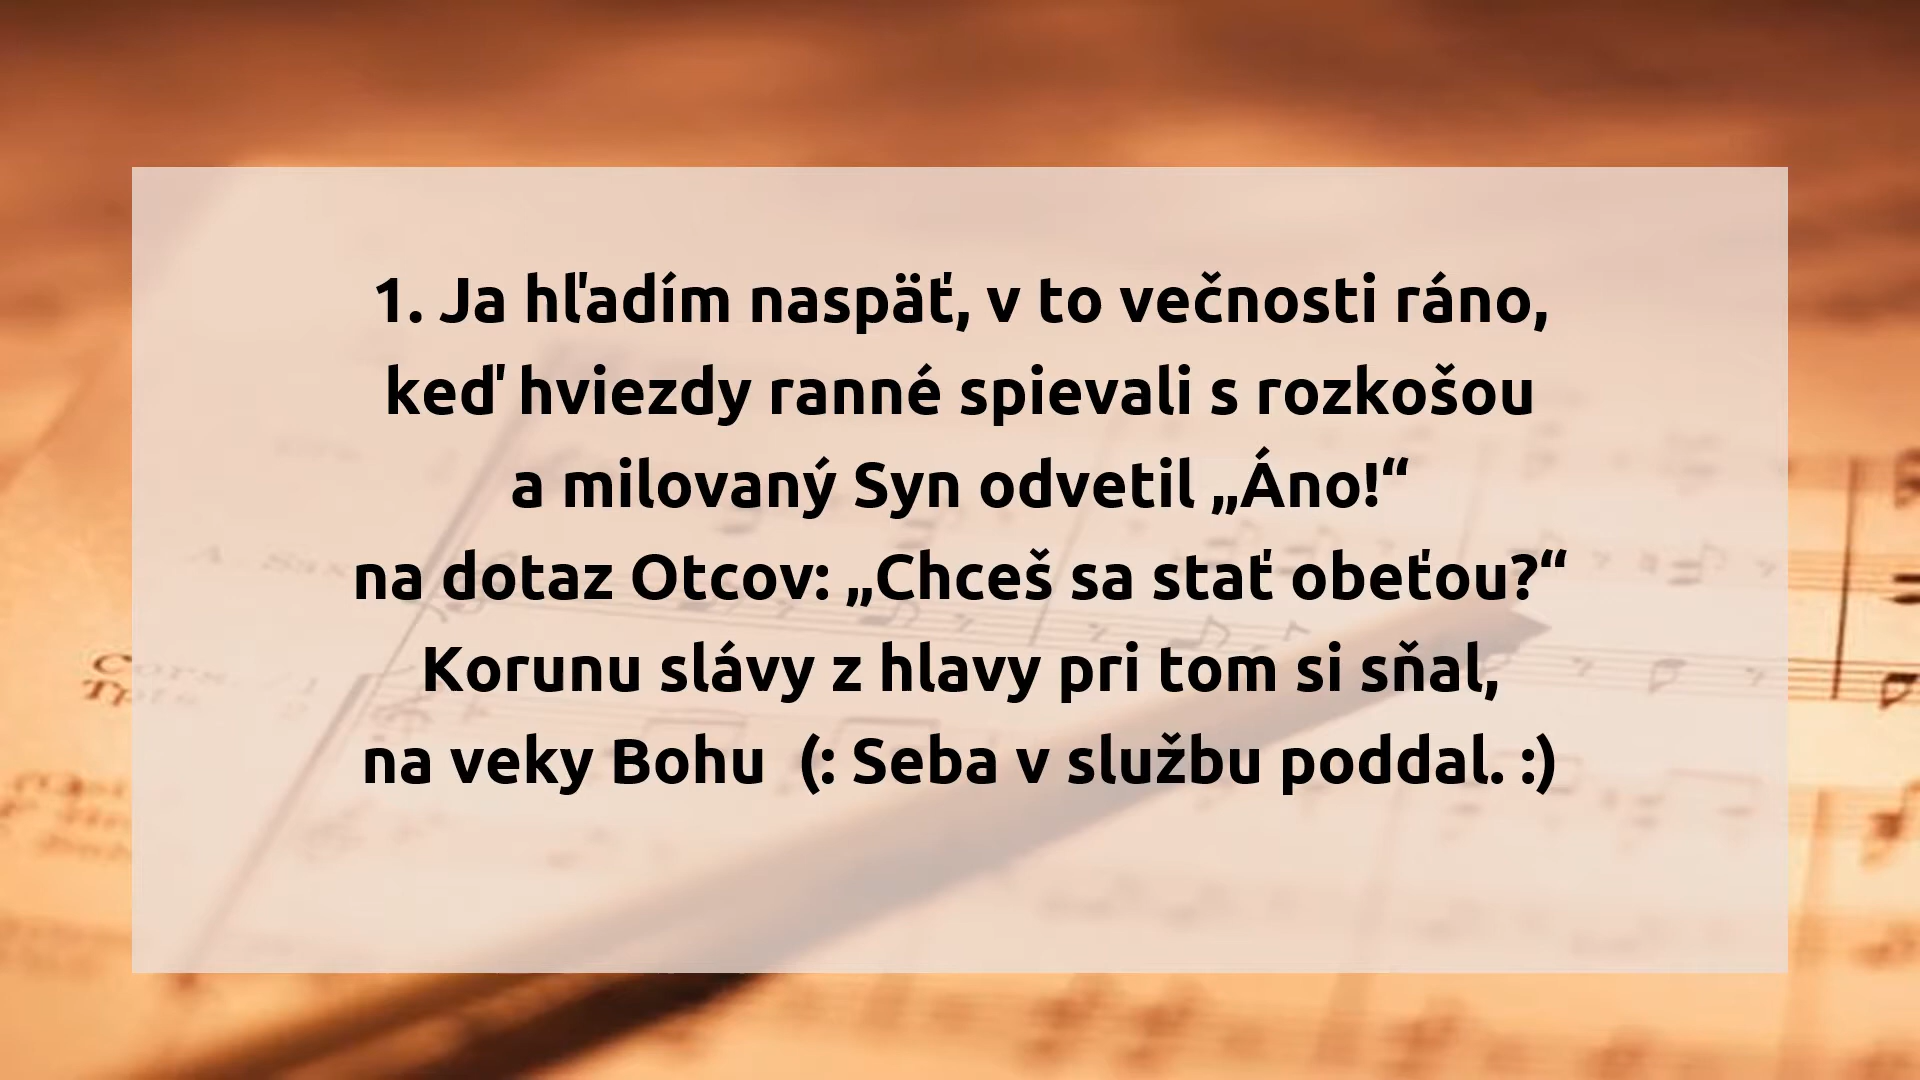 1. Ja hľadím naspäť, v to večnosti ráno,
keď hviezdy ranné spievali s rozkošou
a milovaný Syn odvetil „Áno!“
na dotaz Otcov: „Chceš sa stať obeťou?“
Korunu slávy z hlavy pri tom si sňal,
na veky Bohu  (: Seba v službu poddal. :)